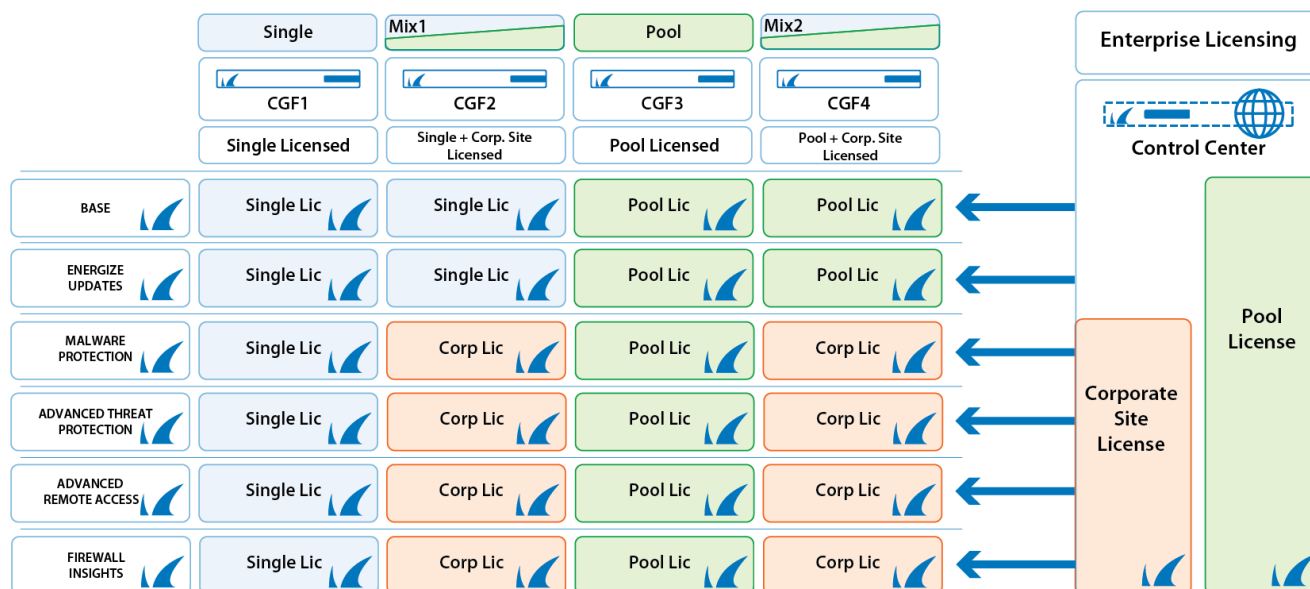 Single
Mix1
Pool
Mix2
Enterprise Licensing
CGF1
CGF2
CGF3
CGF4
Control Center
Single Licensed
Single + Corp. Site
Licensed
Pool Licensed
Pool + Corp. Site
Licensed
BASE
Single Lic
Single Lic
Pool Lic
Pool Lic
ENERGIZE
UPDATES
Single Lic
Single Lic
Pool Lic
Pool Lic
MALWARE
PROTECTION
Single Lic
Corp Lic
Pool Lic
Corp Lic
ADVANCED THREAT
PROTECTION
Single Lic
Corp Lic
Pool Lic
Corp Lic
ADVANCED
REMOTE ACCESS
Single Lic
Corp Lic
Pool Lic
Corp Lic
FIREWALL
INSIGHTS
Single Lic
Corp Lic
Pool Lic
Corp Lic
Corporate
Site
License
Pool
License